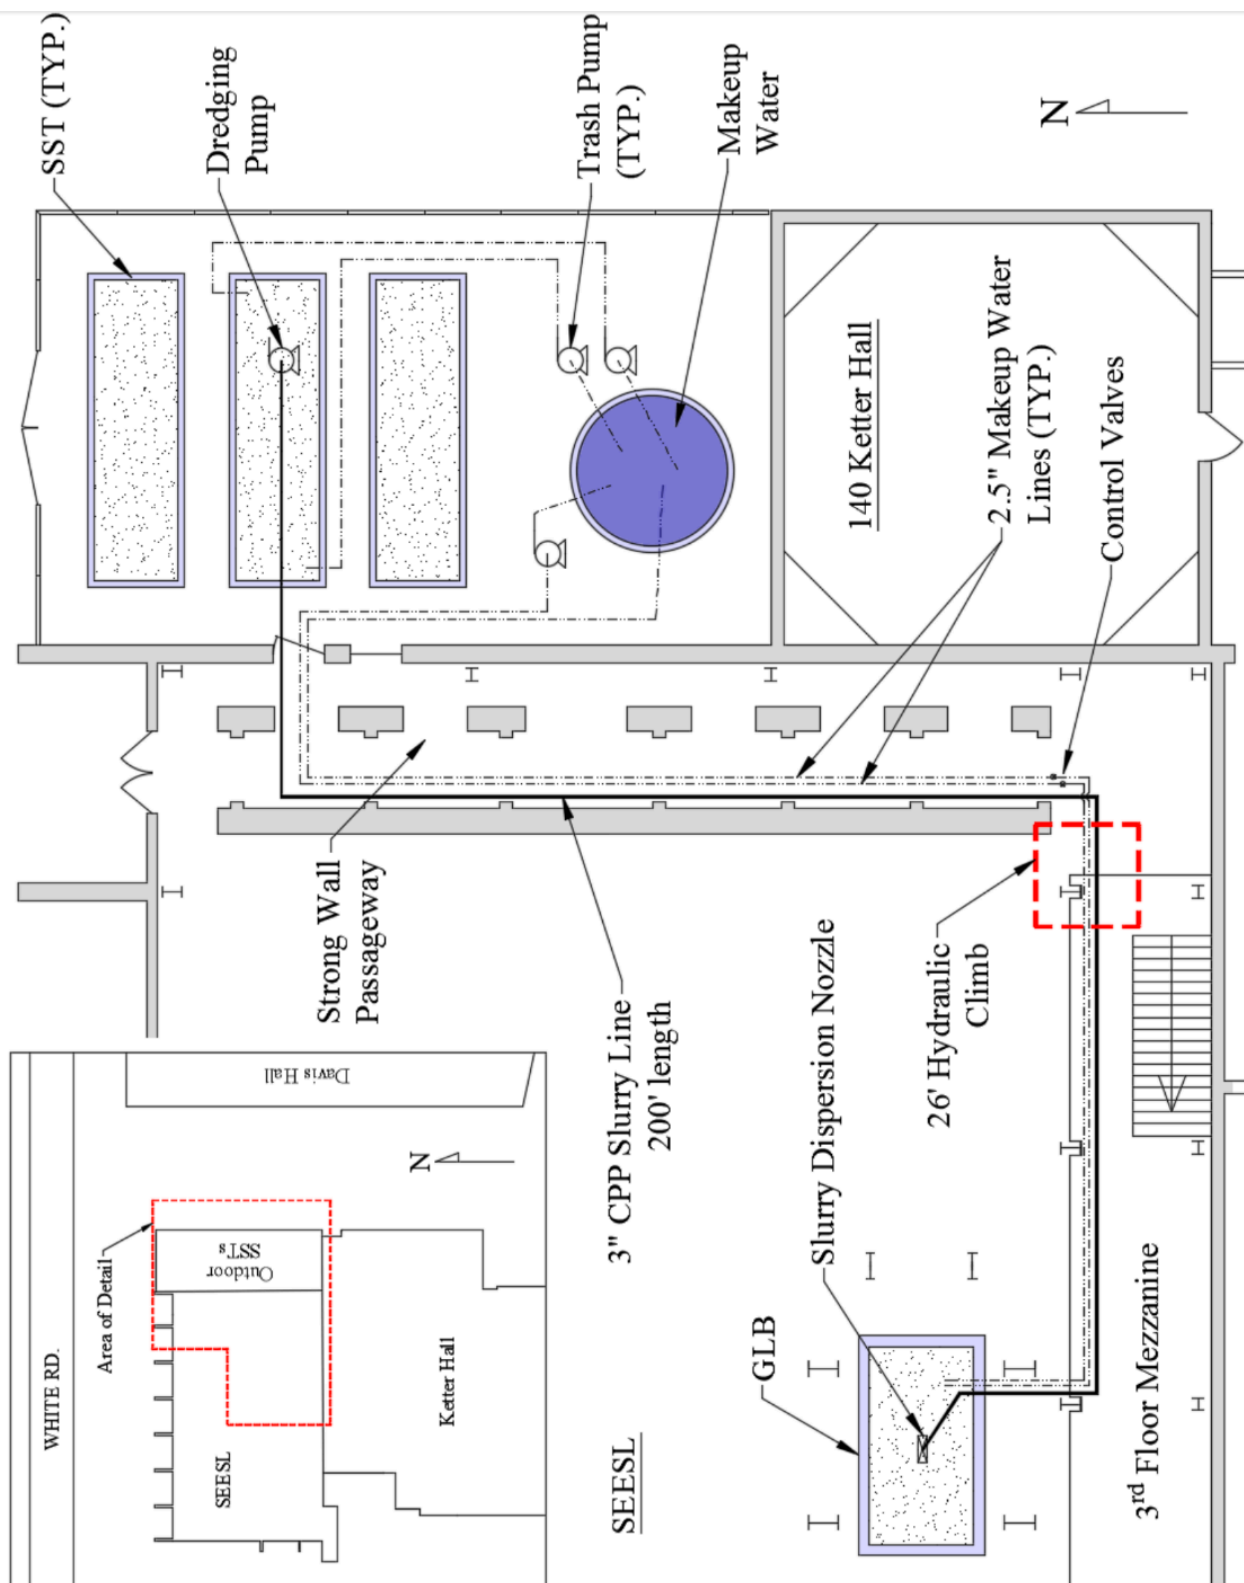 SST (TYP.)
Dredging
Pump
Trash Pump
(TYP.)
Makeup
Water
N
140 Ketter Hall
2.5" Makeup Water
Lines (TYP.)
Control Valves
Strong Wall
Passageway
3" CPP Slurry Line
200' length
26' Hydraulic
Climb
Slurry Dispersion Nozzle
GLB
3rd Floor Mezzanine
SEESL
WHITE RD.
Area of Detail
Davis Hall
N
Outdoor
SSTs
SEESL
Ketter Hall